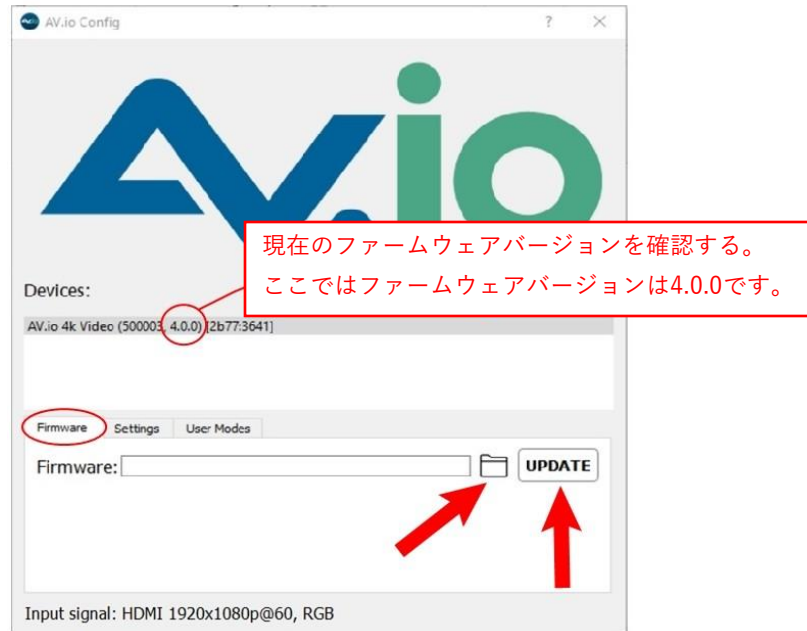 AV.io Config
AV.io
現在のファームウェアバージョンを確認する。
ここではファームウェアバージョンは4.0.0です。
Devices:
AV.io 4k Video (500003, 4.0.0) [2b77:3641]
Firmware Settings User Modes
Firmware: UPDATE
Input signal: HDMI 1920x1080p@60, RGB